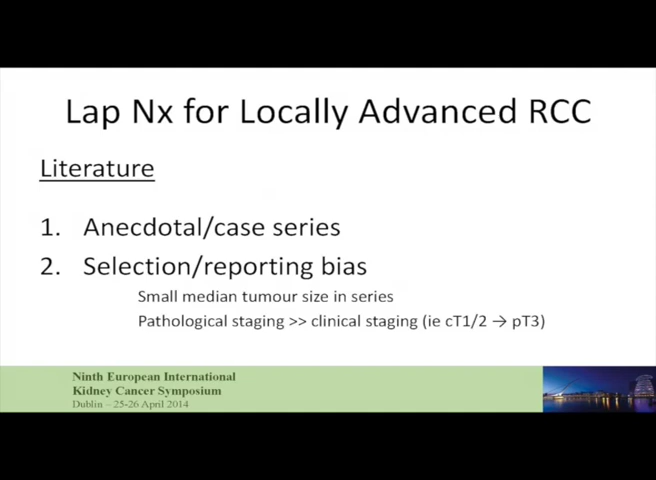 Lap Nx for Locally Advanced RCC
Literature
1. Anecdotal/case series
2. Selection/reporting bias
Small median tumour size in series
Pathological staging >> clinical staging (ie cT1/2 → pT3)
Ninth European International
Kidney Cancer Symposium
Dublin – 25-26 April 2014